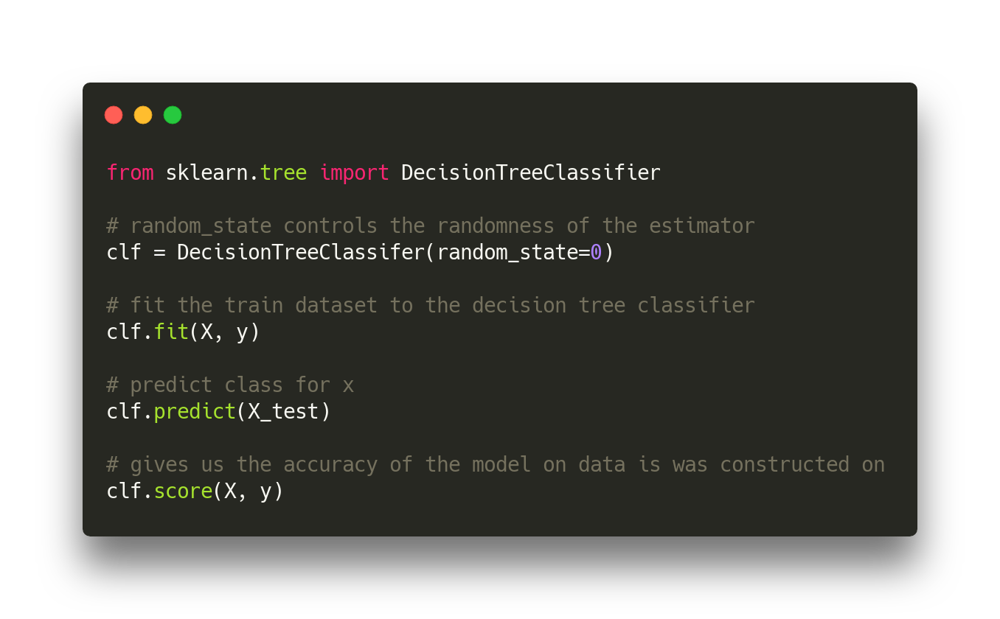 from sklearn.tree import DecisionTreeClassifier
# random_state controls the randomness of the estimator
clf = DecisionTreeClassifer(random_state=0)
# fit the train dataset to the decision tree classifier
clf.fit(X, y)
# predict class for x
clf.predict(X_test)
# gives us the accuracy of the model on data is was constructed on
clf.score(X, y)